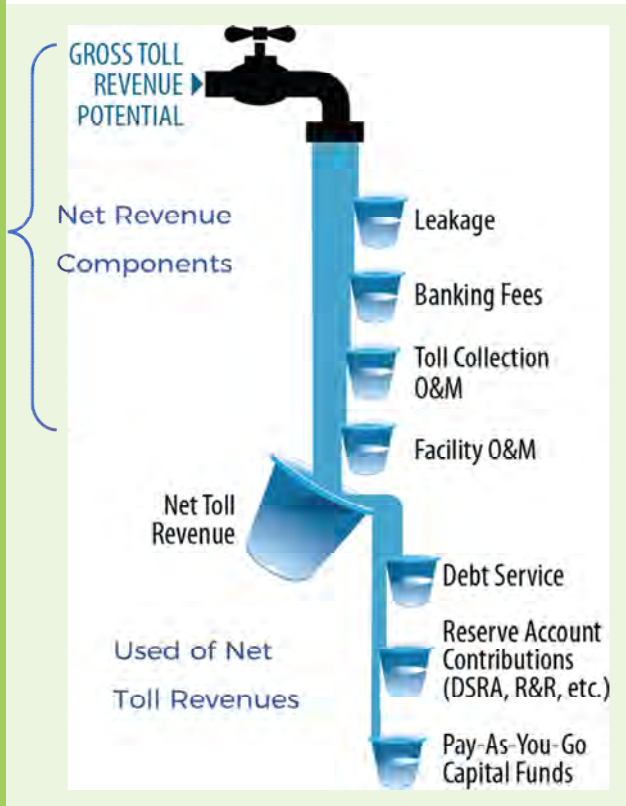 GROSS TOLL
REVENUE
POTENTIAL
Net Revenue
Components
Leakage
Banking Fees
Toll Collection
O&M
Facility O&M
Net Toll
Revenue
Debt Service
Used of Net
Toll Revenues
Reserve Account
Contributions
(DSRA, R&R, etc.)
Pay-As-You-Go
Capital Funds